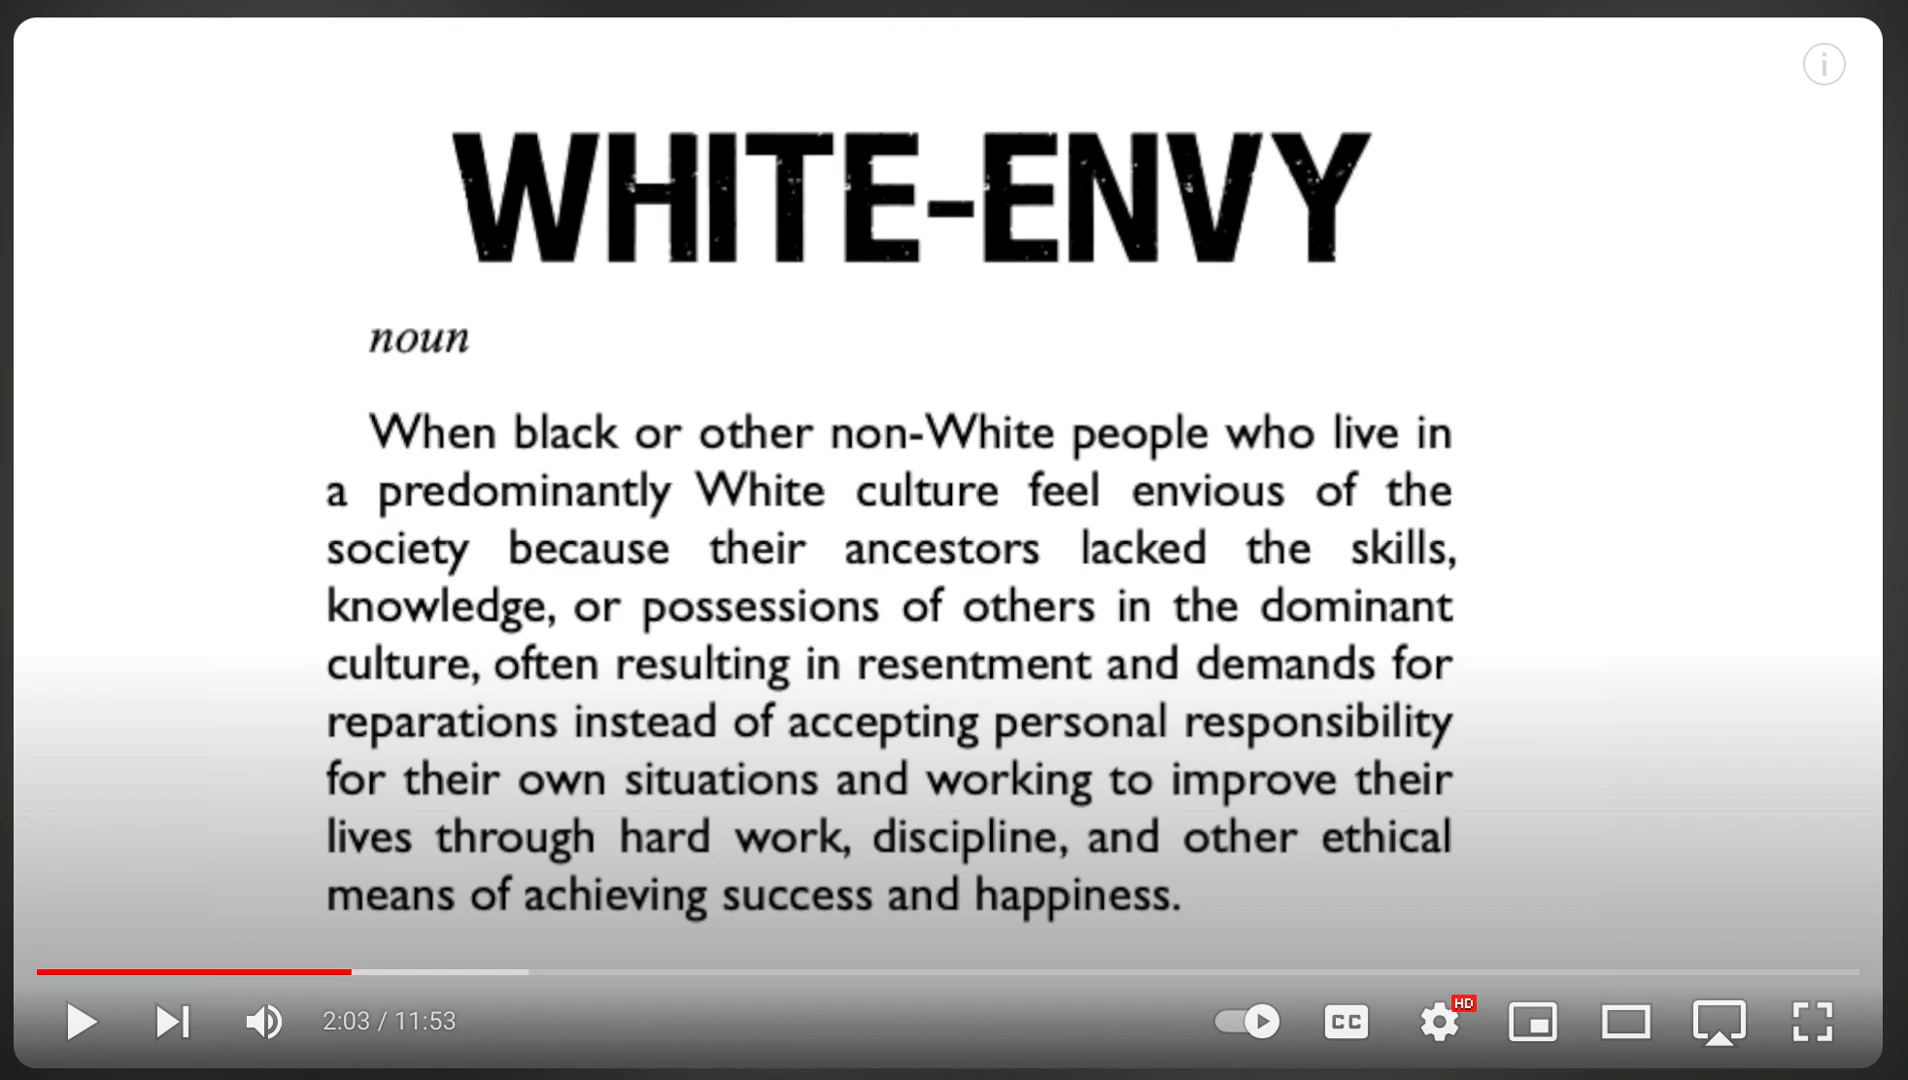 WHITE-ENVY
noun
When black or other non-White people who live in
a predominantly White culture feel envious of the
society because their ancestors lacked the skills,
knowledge, or possessions of others in the dominant
culture, often resulting in resentment and demands for
reparations instead of accepting personal responsibility
for their own situations and working to improve their
lives through hard work, discipline, and other ethical
means of achieving success and happiness.
2:03 / 11:53
CC
HD